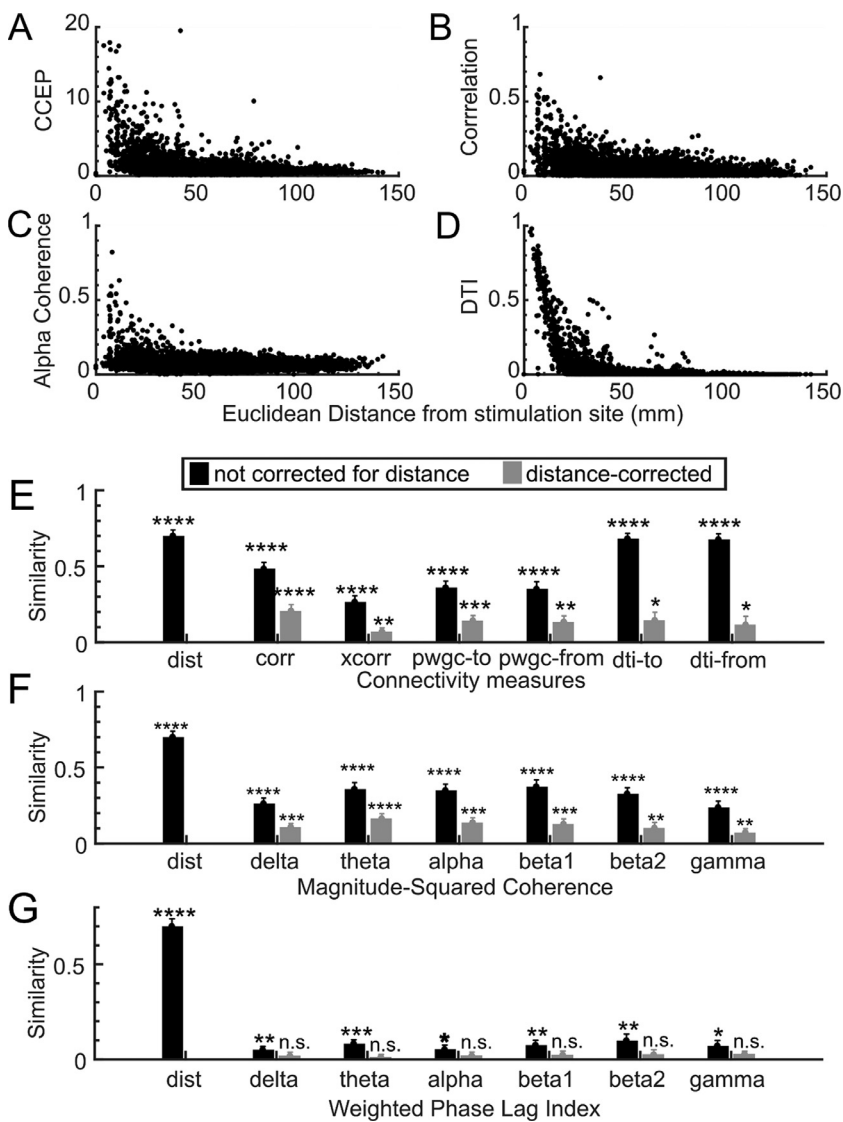 A
20
10
0
CCEP
0 50 100 150
B
1
0.5
0
Corrrelation
0 50 100 150
C
1
0.5
0
Alpha Coherence
0 50 100 150
D
1
0.5
0
DTI
0 50 100 150
Euclidean Distance from stimulation site (mm)
not corrected for distance distance-corrected
E
1
0.5
0
Similarity
**** **** **** **** ** **** *** **** ** **** * **** *
dist corr xcorr pwgc-to pwgc-from dti-to dti-from
Connectivity measures
F
1
0.5
0
Similarity
**** **** *** **** **** **** *** **** *** **** ** **** **
dist delta theta alpha beta1 beta2 gamma
Magnitude-Squared Coherence
G
0.5
0
Similarity
**** ** n.s. *** n.s. * n.s. ** n.s. ** n.s. * n.s.
dist delta theta alpha beta1 beta2 gamma
Weighted Phase Lag Index